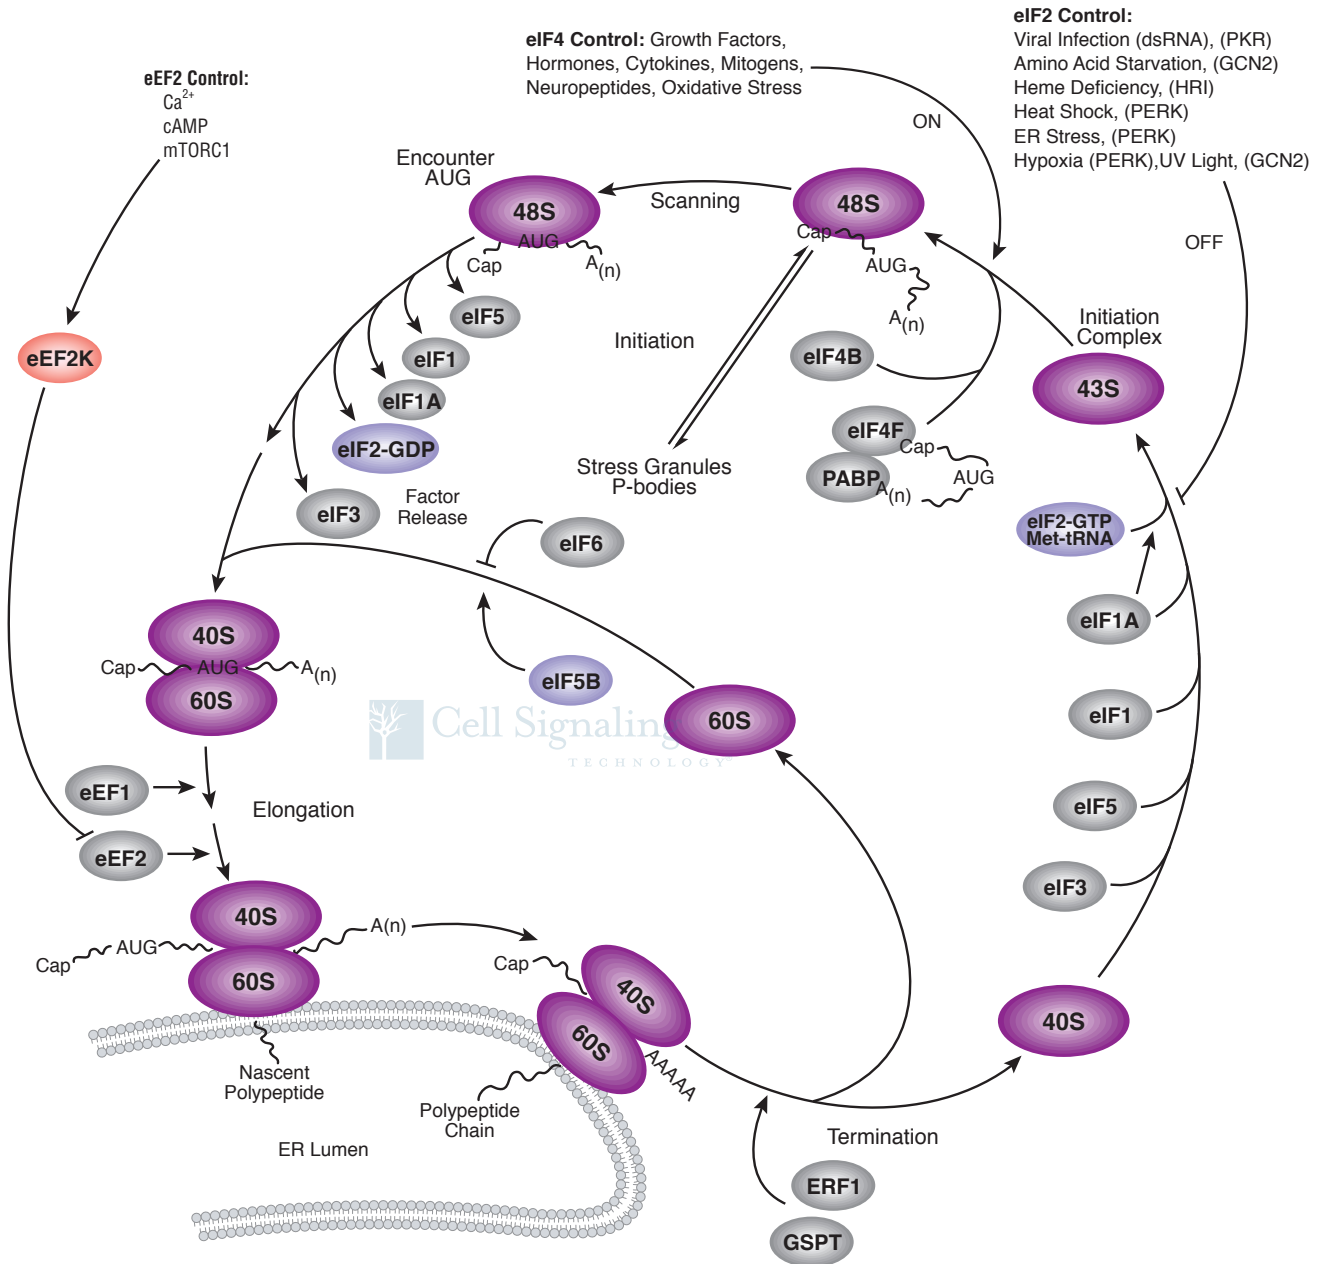 eIF2 Control:
Viral Infection (dsRNA), (PKR)
Amino Acid Starvation, (GCN2)
Heme Deficiency, (HRI)
Heat Shock, (PERK)
ER Stress, (PERK)
Hypoxia (PERK),UV Light, (GCN2)
eIF4 Control: Growth Factors,
Hormones, Cytokines, Mitogens,
Neuropeptides, Oxidative Stress
eEF2 Control:
Ca2+
cAMP
mTORC1
ON
OFF
Encounter
AUG
48S
AUG
Cap
A(n)
Scanning
48S
Cap
AUG
A(n)
Initiation
Complex
43S
eEF2K
eIF5
eIF1
eIF1A
eIF2-GDP
eIF3
Factor
Release
Initiation
Stress Granules
P-bodies
eIF4B
eIF4F
Cap
AUG
PABP
A(n)
eIF2-GTP
Met-tRNA
eIF1A
eIF1
eIF5
eIF3
eIF6
eIF5B
60S
40S
Cap
AUG
A(n)
60S
Cell Signaling
TECHNOLOGY
eEF1
Elongation
eEF2
40S
A(n)
AUG
Cap
60S
Cap
40S
60S
AAAAA
40S
Nascent
Polypeptide
Polypeptide
Chain
ER Lumen
Termination
ERF1
GSPT